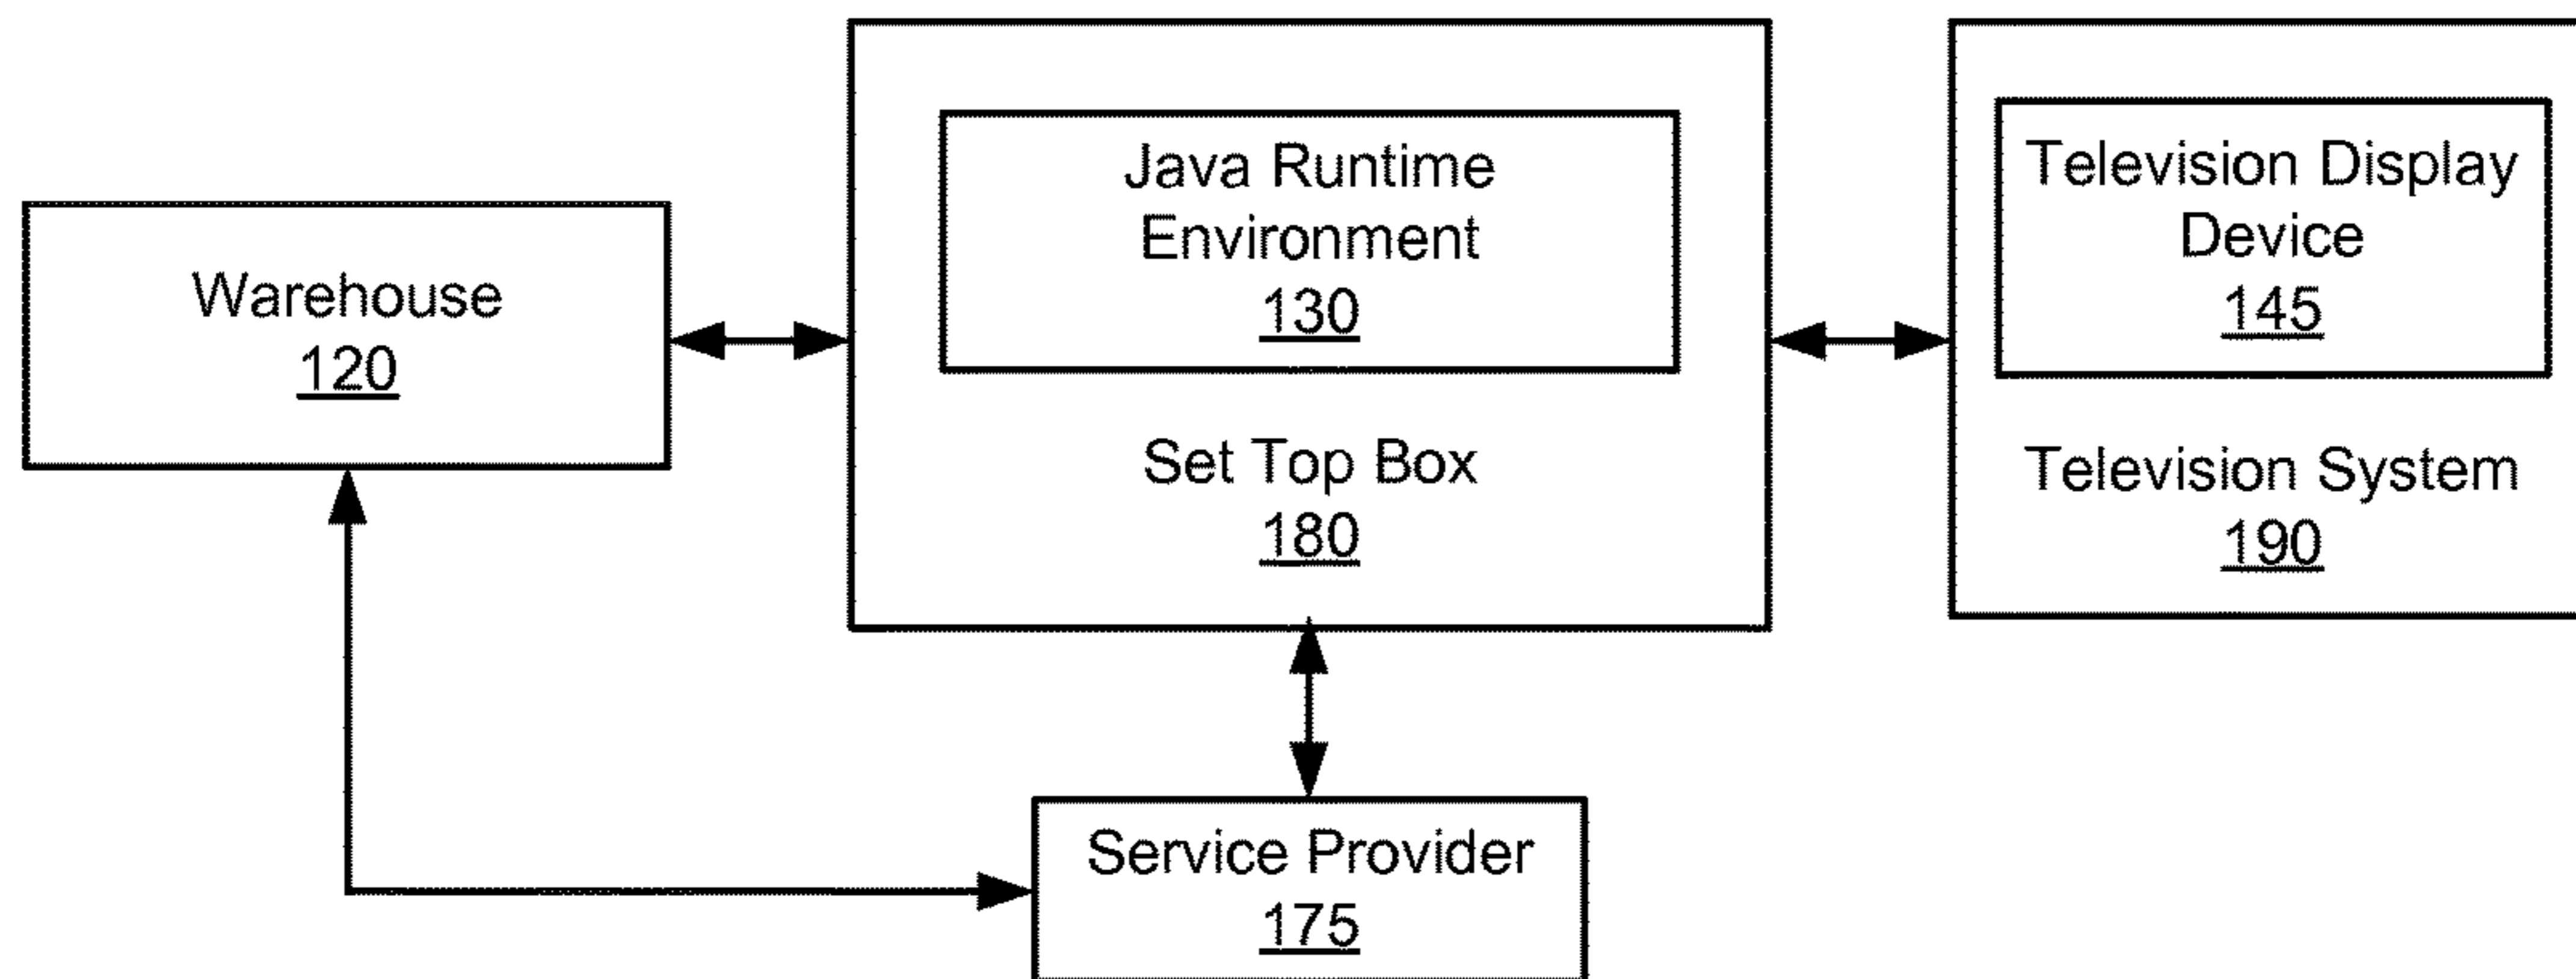 Warehouse
120
Java Runtime
Environment
130
Set Top Box
180
Television Display
Device
145
Television System
190
Service Provider
175